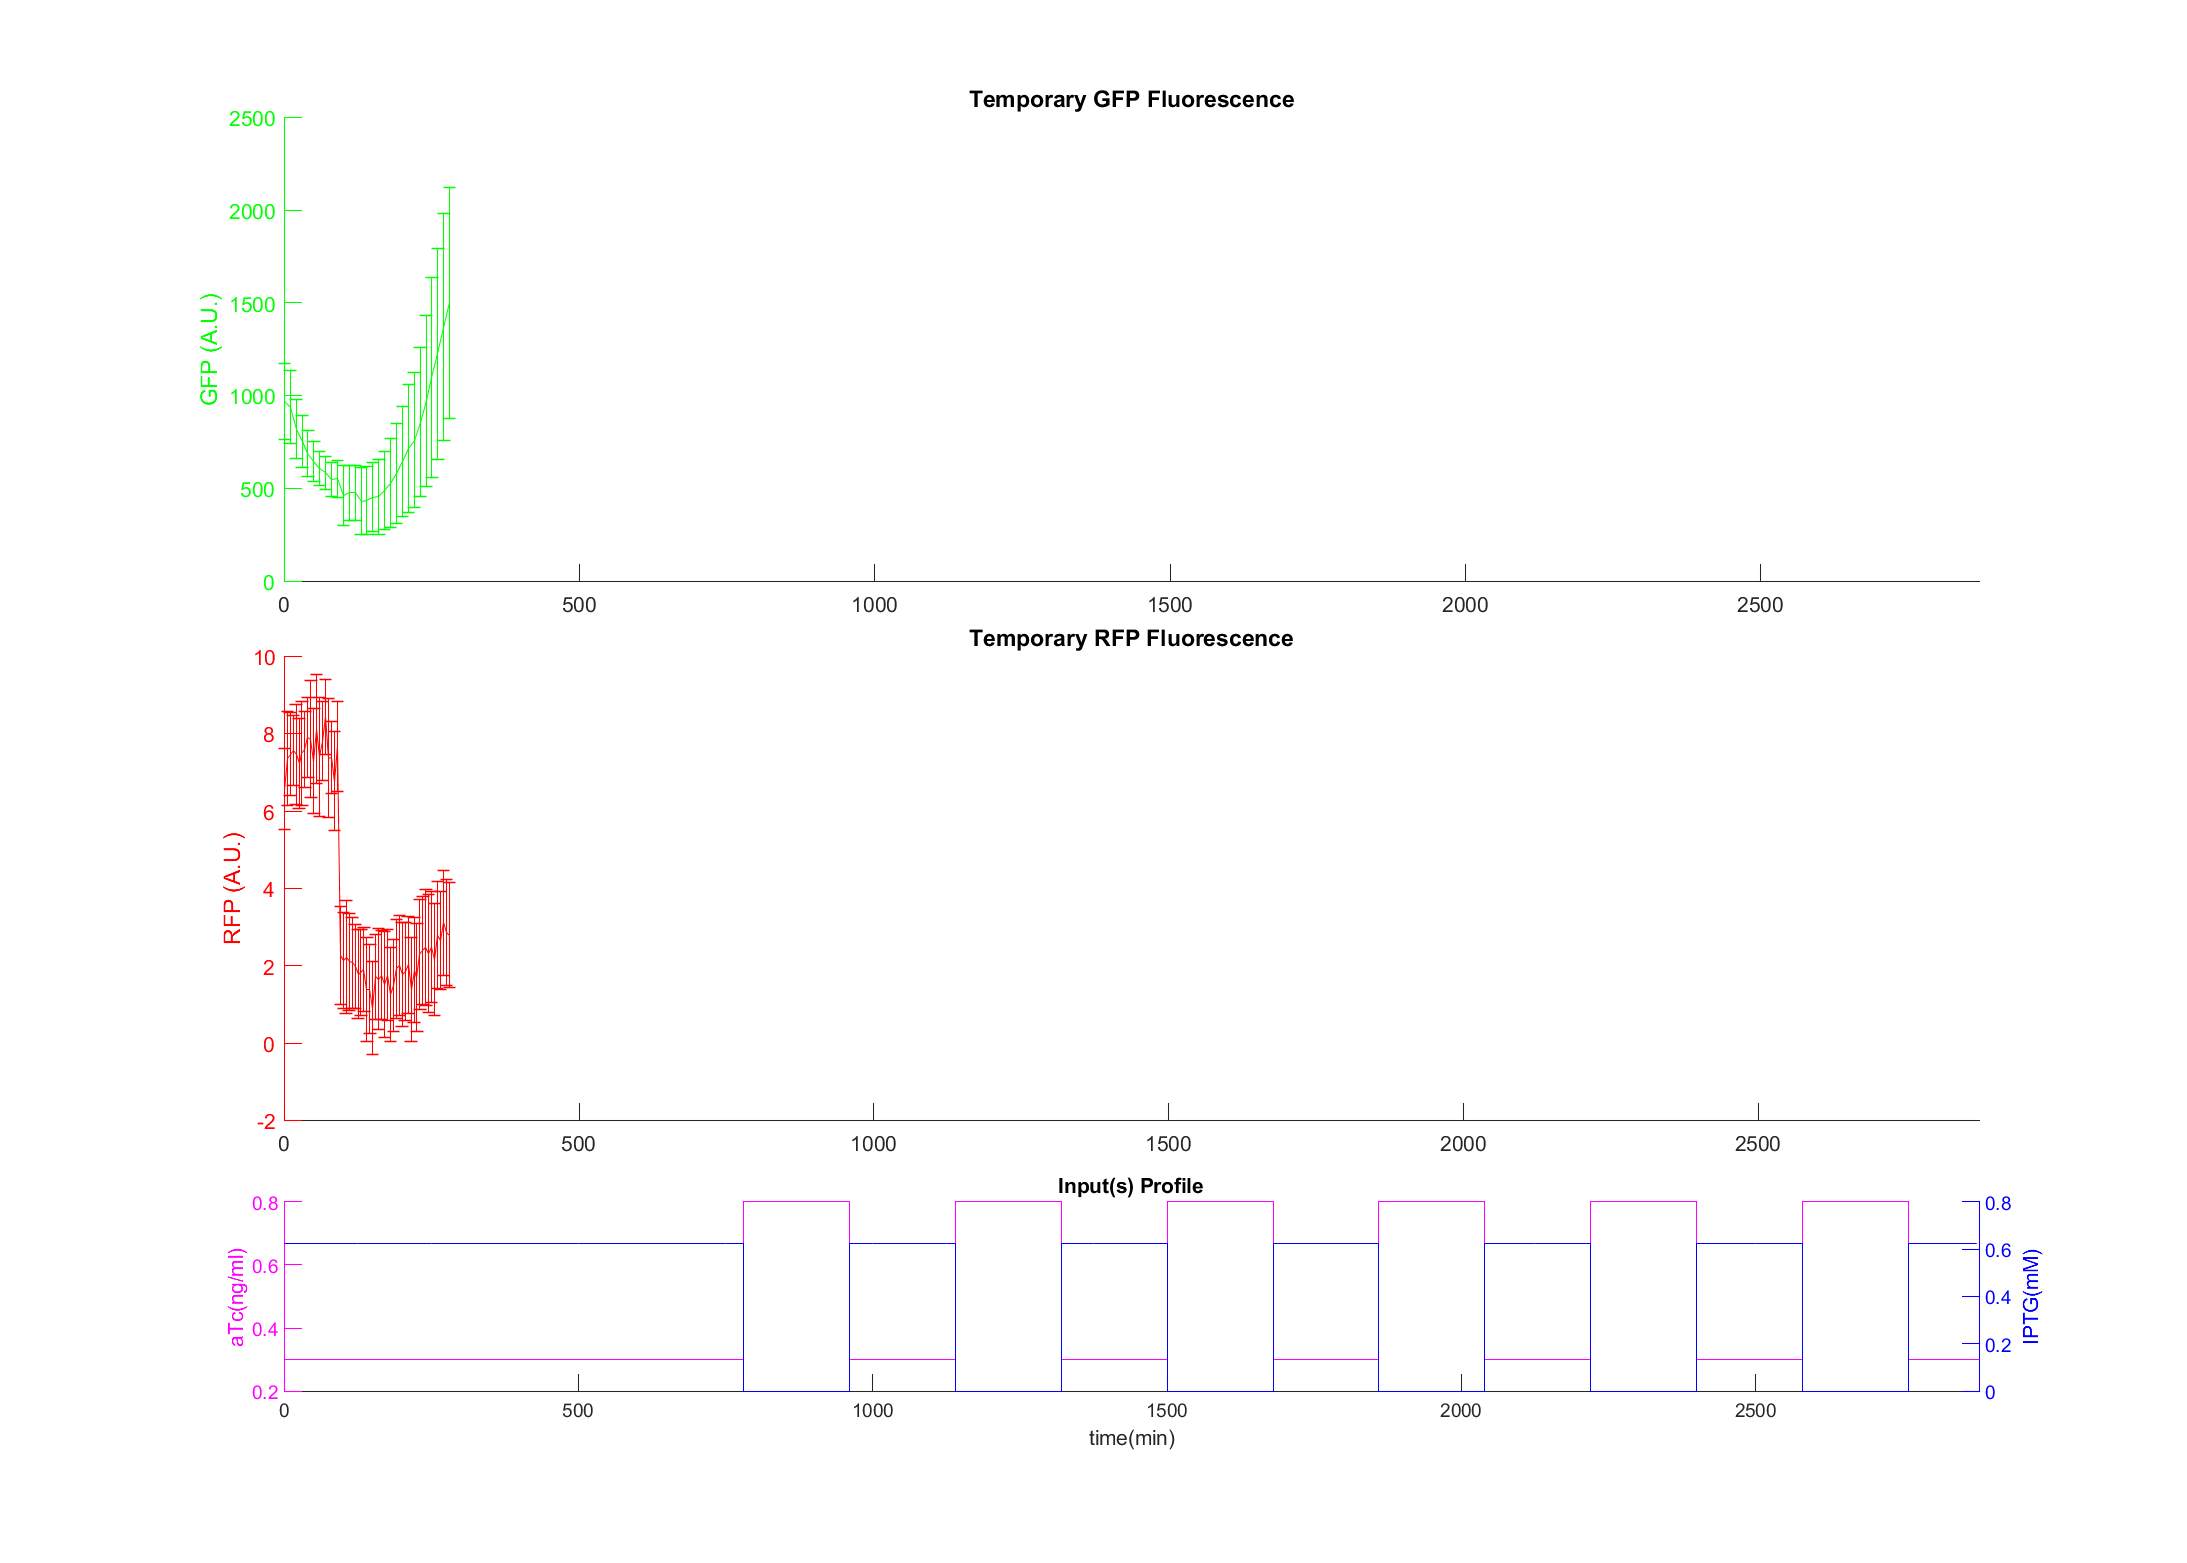 Temporary GFP Fluorescence
2500
2000
1500
1000
500
0
GFP (A.U.)
0 500 1000 1500 2000 2500
Temporary RFP Fluorescence
10
8
6
4
2
0
-2
RFP (A.U.)
0 500 1000 1500 2000 2500
Input(s) Profile
0.8
0.6
0.4
0.2
aTc(ng/ml)
0.8
0.6
0.4
0.2
0
IPTG(mM)
0 500 1000 1500 2000 2500
time(min)